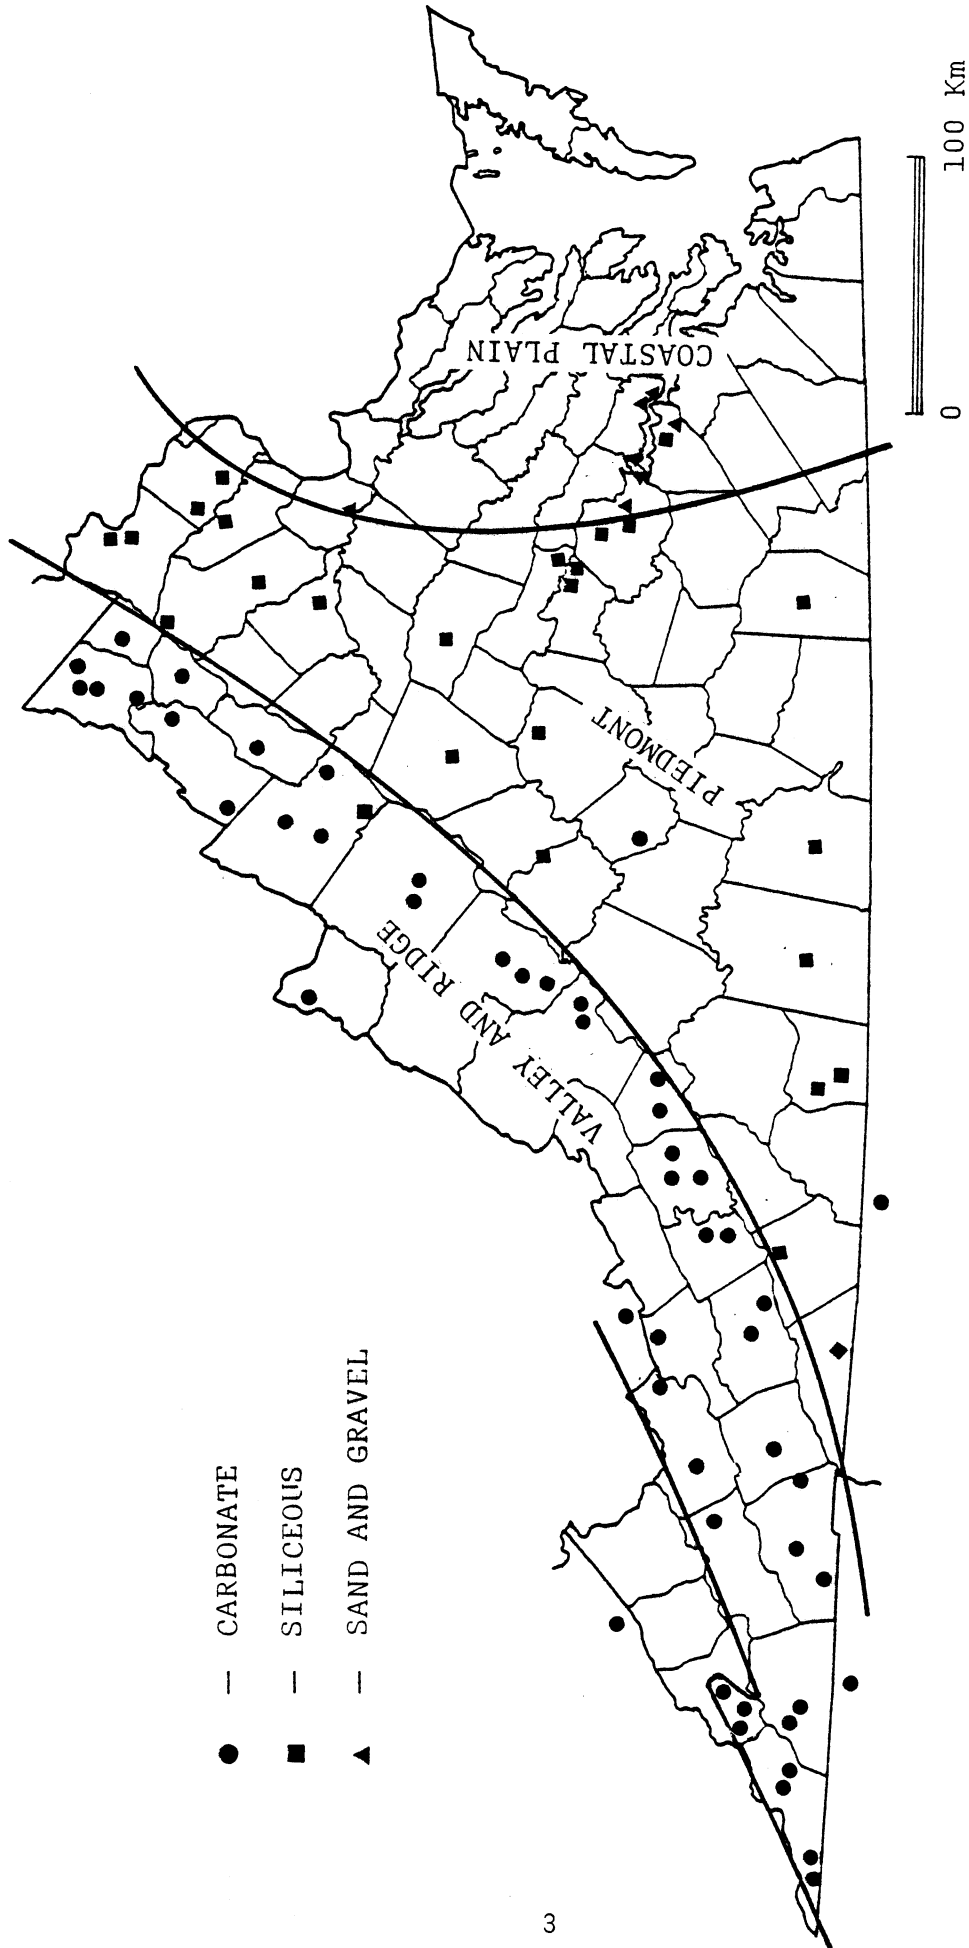 ● — CARBONATE
■ — SILICEOUS
▲ — SAND AND GRAVEL
VALLEY AND RIDGE
PIEDMONT
COASTAL PLAIN
0 100 Km
3